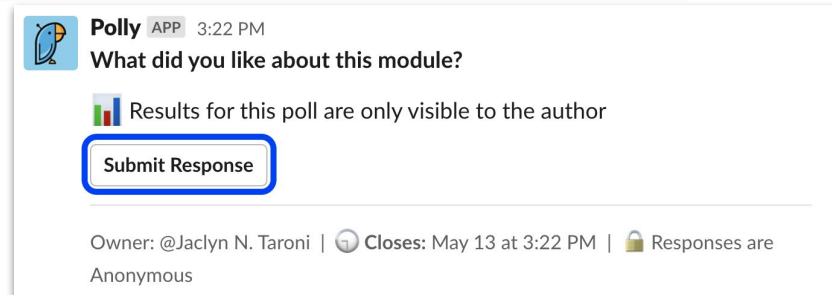 Polly APP 3:22 PM
What did you like about this module?
Results for this poll are only visible to the author
Submit Response
Owner: @Jaclyn N. Taroni | Closes: May 13 at 3:22 PM | Responses are
Anonymous